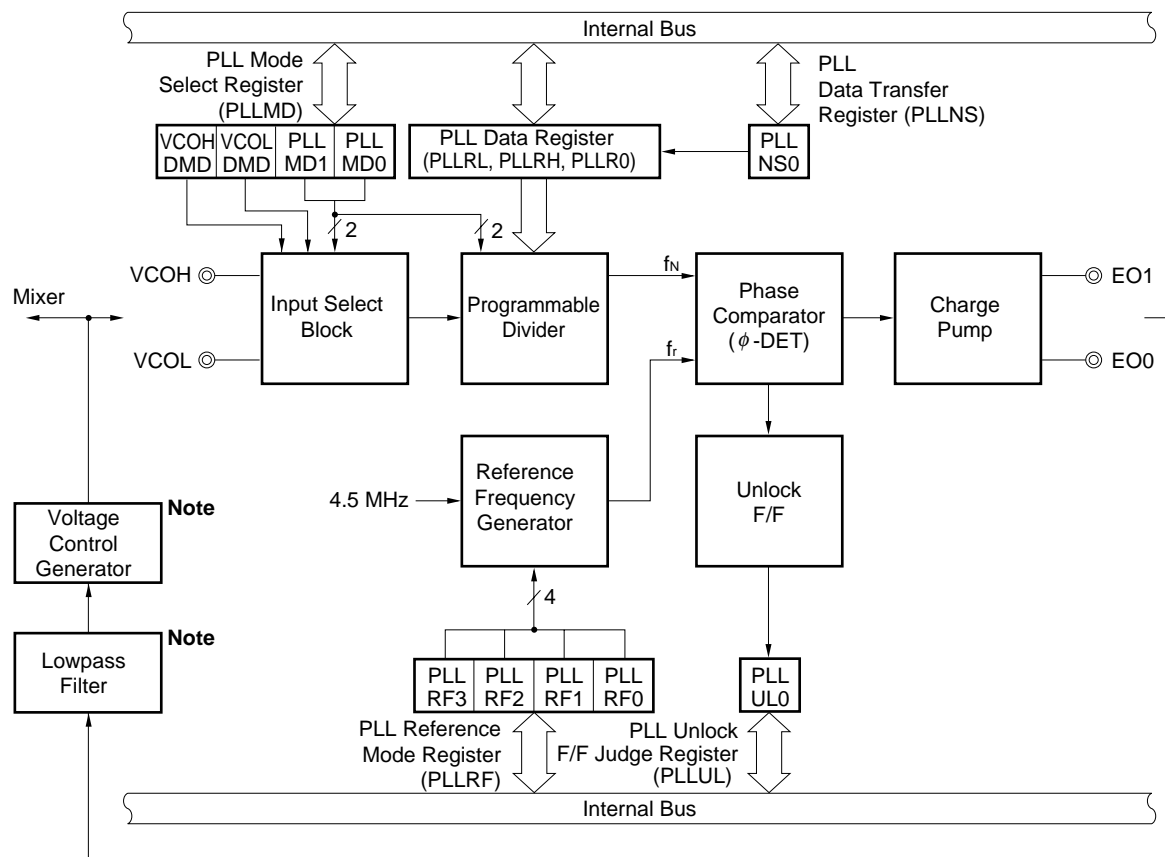 Internal Bus
PLL Mode
Select Register
(PLLMD)
PLL
Data Transfer
Register (PLLNS)
VCOH
DMD
VCOL
DMD
PLL
MD1
PLL
MD0
PLL Data Register
(PLLRL, PLLRH, PLLR0)
PLL
NS0
2
2
VCOH
VCOL
Mixer
Input Select
Block
Programmable
Divider
fN
fr
Phase
Comparator
(ϕ-DET)
Charge
Pump
EO1
EO0
4.5 MHz
Reference
Frequency
Generator
Unlock
F/F
Note
Voltage
Control
Generator
Note
Lowpass
Filter
4
PLL
RF3
PLL
RF2
PLL
RF1
PLL
RF0
PLL
UL0
PLL Reference
Mode Register
(PLLRF)
PLL Unlock
F/F Judge Register
(PLLUL)
Internal Bus